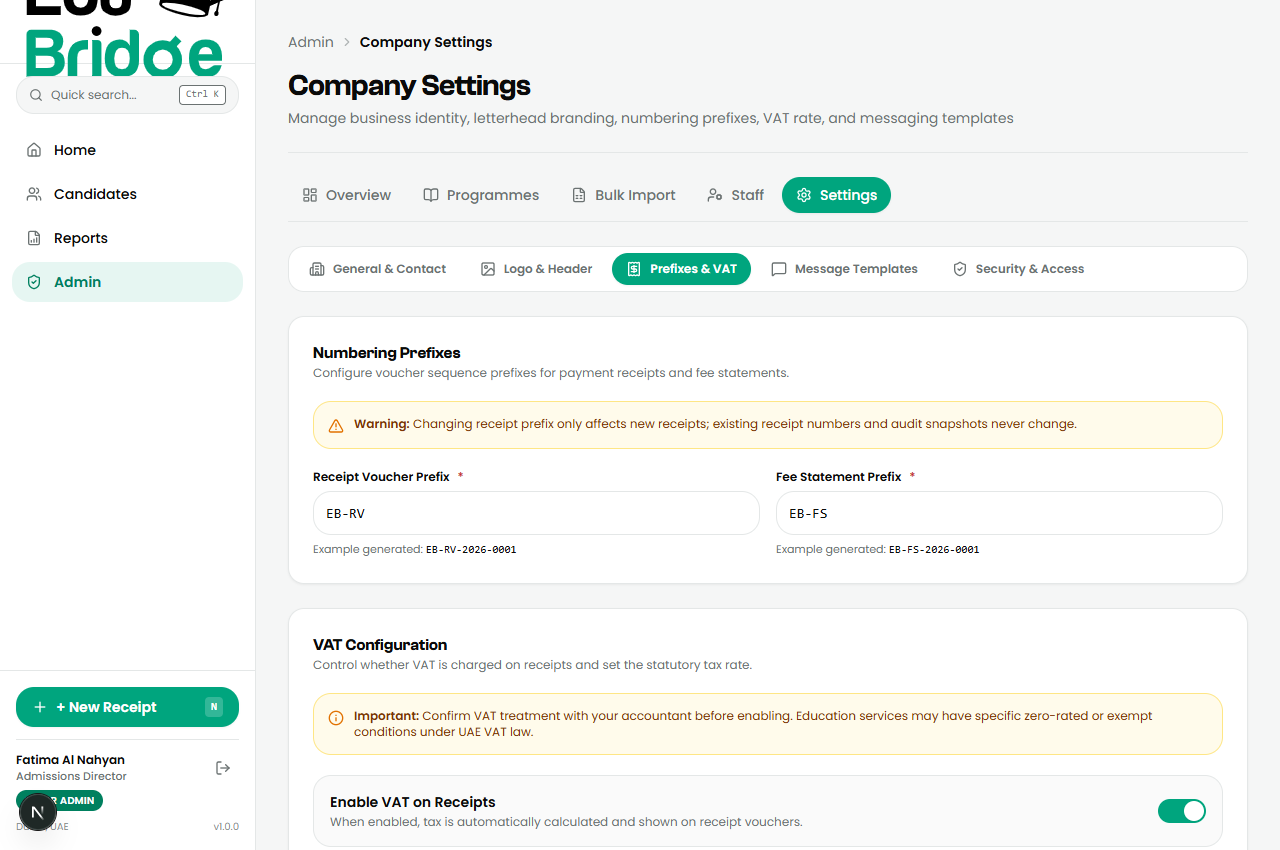 Edu
Bridge
Quick search...
Ctrl K
Home
Candidates
Reports
Admin
+ New Receipt
N
Fatima Al Nahyan
Admissions Director
ADMIN
UAE
v1.0.0
N
Admin > Company Settings
Company Settings
Manage business identity, letterhead branding, numbering prefixes, VAT rate, and messaging templates
Overview
Programmes
Bulk Import
Staff
Settings
General & Contact
Logo & Header
Prefixes & VAT
Message Templates
Security & Access
Numbering Prefixes
Configure voucher sequence prefixes for payment receipts and fee statements.
Warning: Changing receipt prefix only affects new receipts; existing receipt numbers and audit snapshots never change.
Receipt Voucher Prefix *
EB-RV
Example generated: EB-RV-2026-0001
Fee Statement Prefix *
EB-FS
Example generated: EB-FS-2026-0001
VAT Configuration
Control whether VAT is charged on receipts and set the statutory tax rate.
Important: Confirm VAT treatment with your accountant before enabling. Education services may have specific zero-rated or exempt
conditions under UAE VAT law.
Enable VAT on Receipts
When enabled, tax is automatically calculated and shown on receipt vouchers.